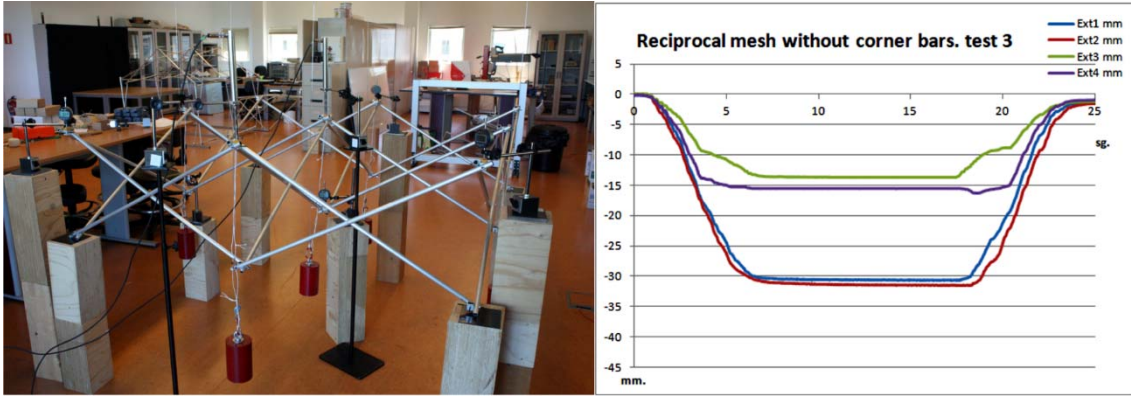 Ext1 mm
Ext2 mm
Ext3 mm
Ext4 mm
Reciprocal mesh without corner bars. test 3
5
0
0 5 10 15 20 25
-5
sg.
-10
-15
-20
-25
-30
-35
-40
-45
mm.